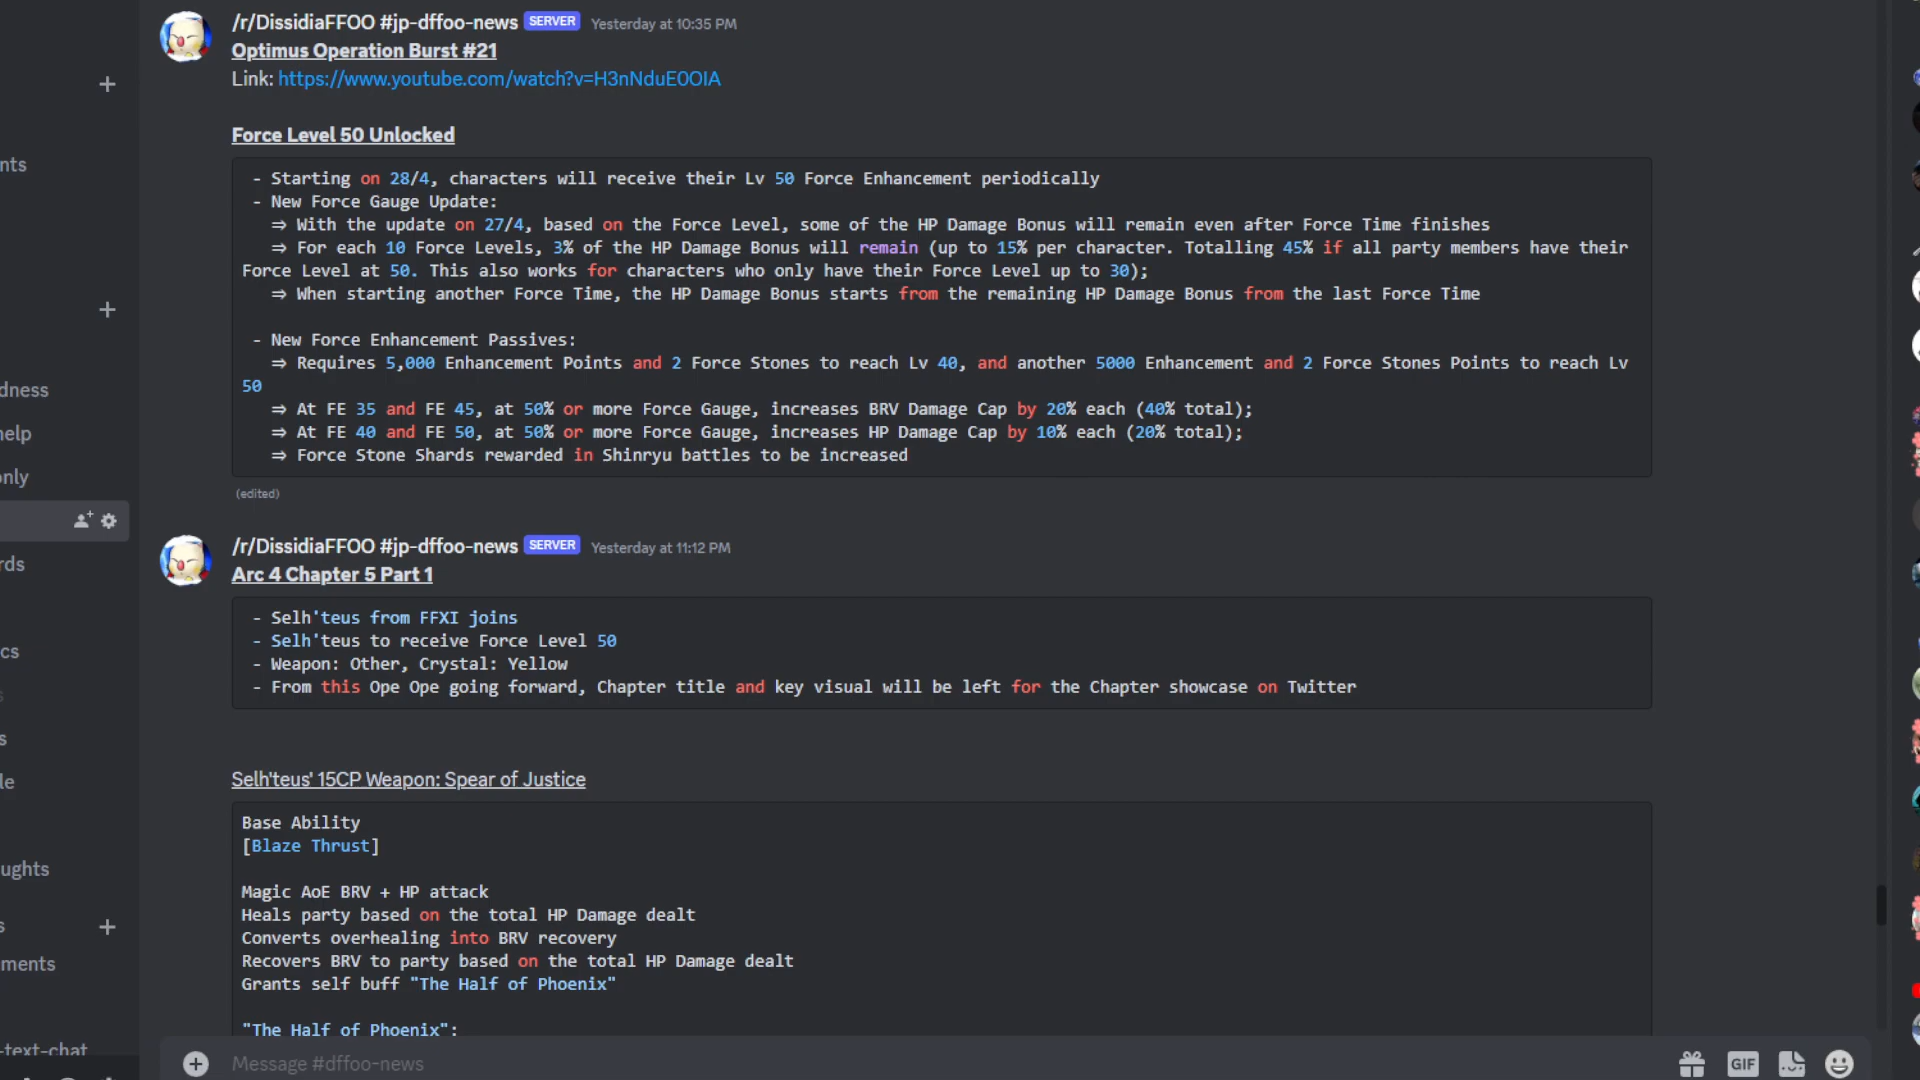 /r/DissidiaFFOO #jp-dffoo-news SERVER Yesterday at 10:35 PM
Optimus Operation Burst #21
Link: https://www.youtube.com/watch?v=H3nNduE0OIA
Force Level 50 Unlocked
- Starting on 28/4, characters will receive their Lv 50 Force Enhancement periodically
- New Force Gauge Update:
⇒ With the update on 27/4, based on the Force Level, some of the HP Damage Bonus will remain even after Force Time finishes
⇒ For each 10 Force Levels, 3% of the HP Damage Bonus will remain (up to 15% per character. Totalling 45% if all party members have their
Force Level at 50. This also works for characters who only have their Force Level up to 30);
⇒ When starting another Force Time, the HP Damage Bonus starts from the remaining HP Damage Bonus from the last Force Time
- New Force Enhancement Passives:
⇒ Requires 5,000 Enhancement Points and 2 Force Stones to reach Lv 40, and another 5000 Enhancement and 2 Force Stones Points to reach Lv
50
⇒ At FE 35 and FE 45, at 50% or more Force Gauge, increases BRV Damage Cap by 20% each (40% total);
⇒ At FE 40 and FE 50, at 50% or more Force Gauge, increases HP Damage Cap by 10% each (20% total);
⇒ Force Stone Shards rewarded in Shinryu battles to be increased
(edited)
/r/DissidiaFFOO #jp-dffoo-news SERVER Yesterday at 11:12 PM
Arc 4 Chapter 5 Part 1
- Selh'teus from FFXI joins
- Selh'teus to receive Force Level 50
- Weapon: Other, Crystal: Yellow
- From this Ope Ope going forward, Chapter title and key visual will be left for the Chapter showcase on Twitter
Selh'teus' 15CP Weapon: Spear of Justice
Base Ability
[Blaze Thrust]
Magic AoE BRV + HP attack
Heals party based on the total HP Damage dealt
Converts overhealing into BRV recovery
Recovers BRV to party based on the total HP Damage dealt
Grants self buff "The Half of Phoenix"
"The Half of Phoenix":
Message #dffoo-news
GIF
nts
dness
help
only
rds
cs
s
s
le
ughts
s
ments
-text-chat